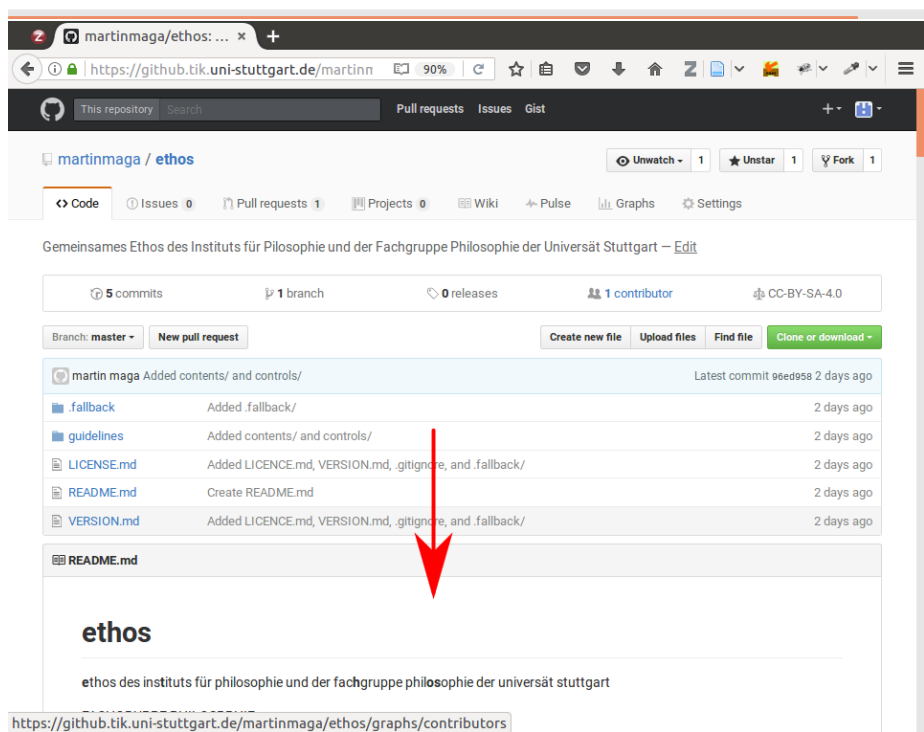 martinmaga/ethos: ... × +
https://github.tik.uni-stuttgart.de/martinn 90%
This repository Search Pull requests Issues Gist
martinmaga / ethos Unwatch 1 Unstar 1 Fork 1
Code Issues 0 Pull requests 1 Projects 0 Wiki Pulse Graphs Settings
Gemeinsames Ethos des Instituts für Pilosophie und der Fachgruppe Philosophie der Universät Stuttgart — Edit
5 commits 1 branch 0 releases 1 contributor CC-BY-SA-4.0
Branch: master New pull request Create new file Upload files Find file Clone or download
martin maga Added contents/ and controls/ Latest commit 96ed958 2 days ago
.fallback Added .fallback/ 2 days ago
guidelines Added contents/ and controls/ 2 days ago
LICENSE.md Added LICENCE.md, VERSION.md, .gitignore, and .fallback/ 2 days ago
README.md Create README.md 2 days ago
VERSION.md Added LICENCE.md, VERSION.md, .gitignore, and .fallback/ 2 days ago
README.md
ethos
ethos des instituts für philosophie und der fachgruppe philosophie der universät stuttgart
https://github.tik.uni-stuttgart.de/martinmaga/ethos/graphs/contributors